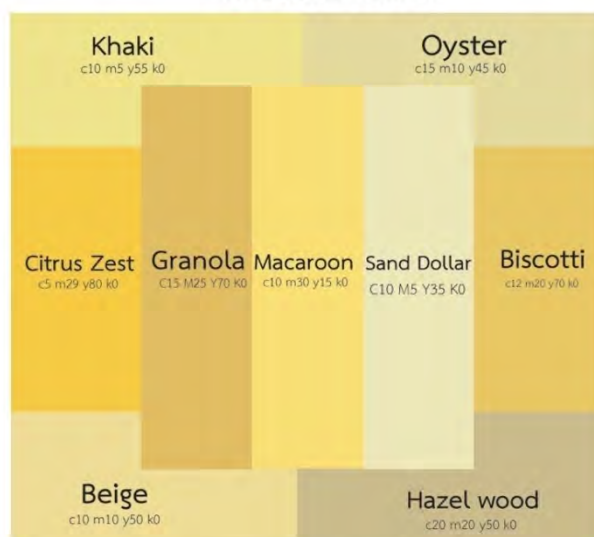 Khaki
c10 m5 y55 k0
Oyster
c15 m10 y45 k0
Citrus Zest
c5 m29 y80 k0
Granola
C15 M25 Y70 K0
Macaroon
c10 m30 y15 k0
Sand Dollar
C10 M5 Y35 K0
Biscotti
c12 m20 y70 k0
Beige
c10 m10 y50 k0
Hazel wood
c20 m20 y50 k0